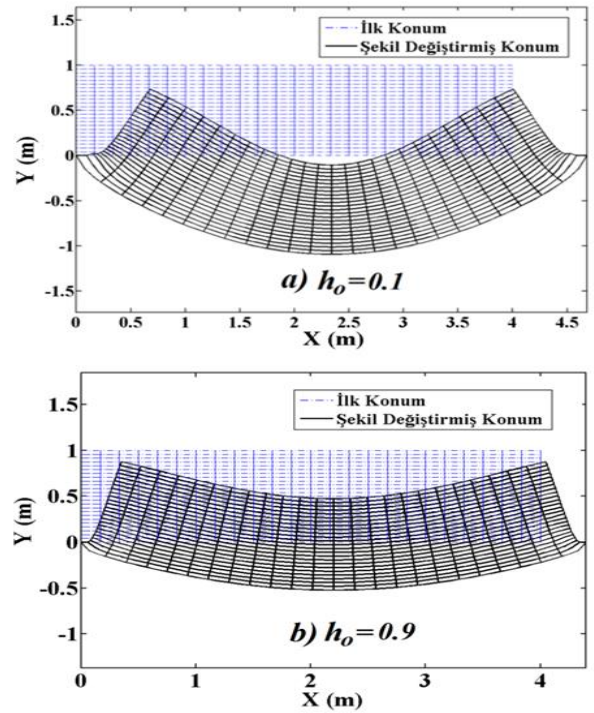 İlk Konum
Şekil Değiştirmiş Konum
1.5
1
0.5
0
-0.5
-1
-1.5
Y (m)
a) hₒ=0.1
0 0.5 1 1.5 2 2.5 3 3.5 4 4.5
X (m)
İlk Konum
Şekil Değiştirmiş Konum
1.5
1
0.5
0
-0.5
-1
Y (m)
b) hₒ=0.9
0 1 2 3 4
X (m)